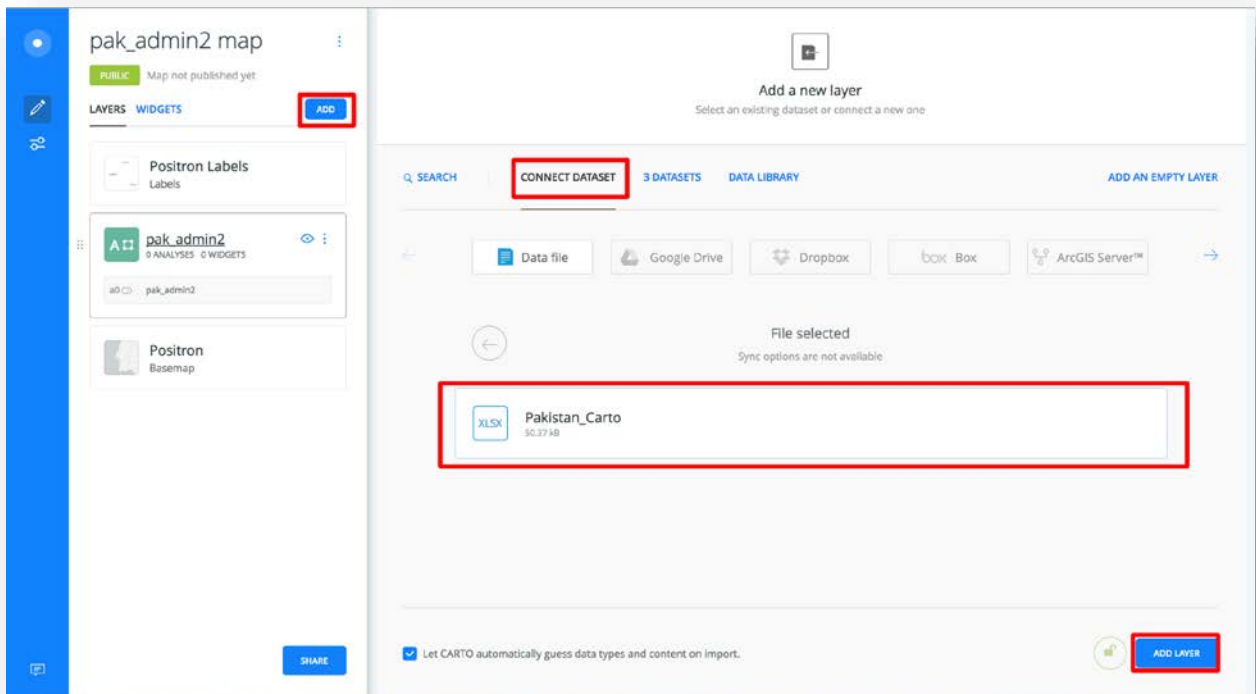 pak_admin2 map
PUBLIC Map not published yet
LAYERS WIDGETS ADD
Positron Labels
Labels
pak_admin2
0 ANALYSES 0 WIDGETS
a0 pak_admin2
Positron
Basemap
SHARE
Add a new layer
Select an existing dataset or connect a new one
SEARCH CONNECT DATASET 3 DATASETS DATA LIBRARY ADD AN EMPTY LAYER
Data file Google Drive Dropbox box Box ArcGIS Server™
File selected
Sync options are not available
XLSX Pakistan_Carto
50.37 kB
Let CARTO automatically guess data types and content on import.
ADD LAYER